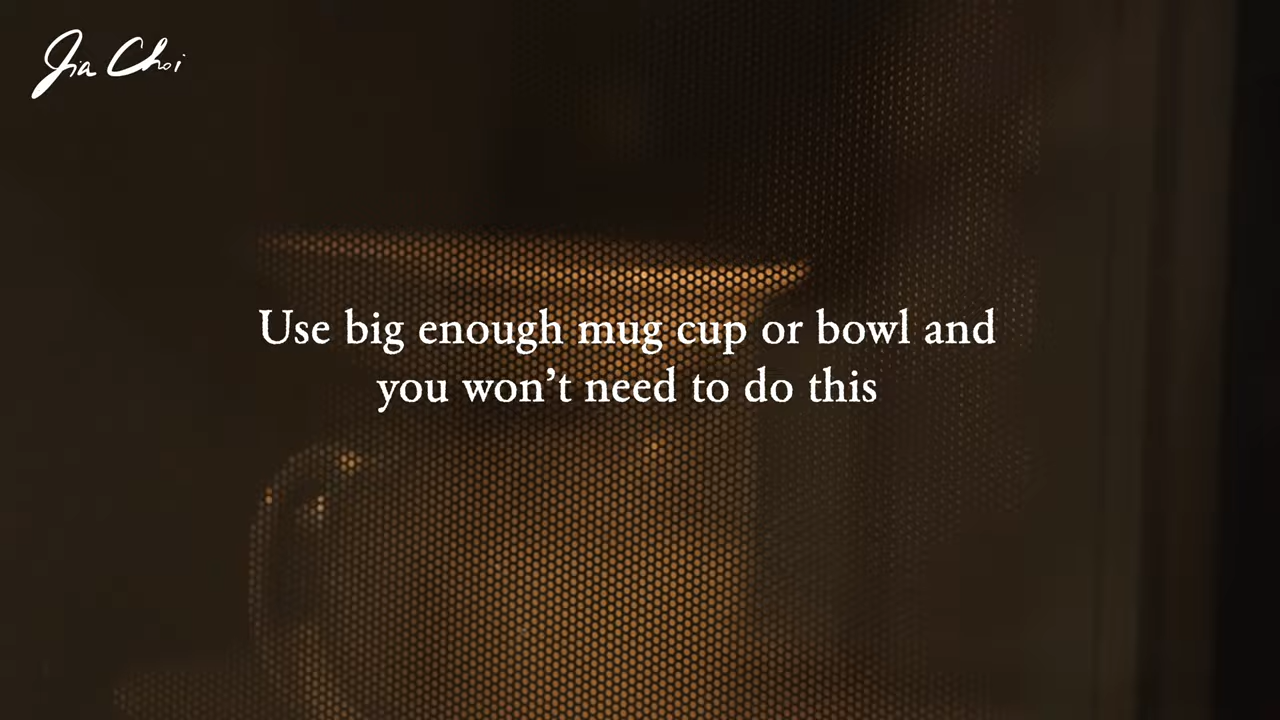 Jia Choi
Use big enough mug cup or bowl and
you won’t need to do this